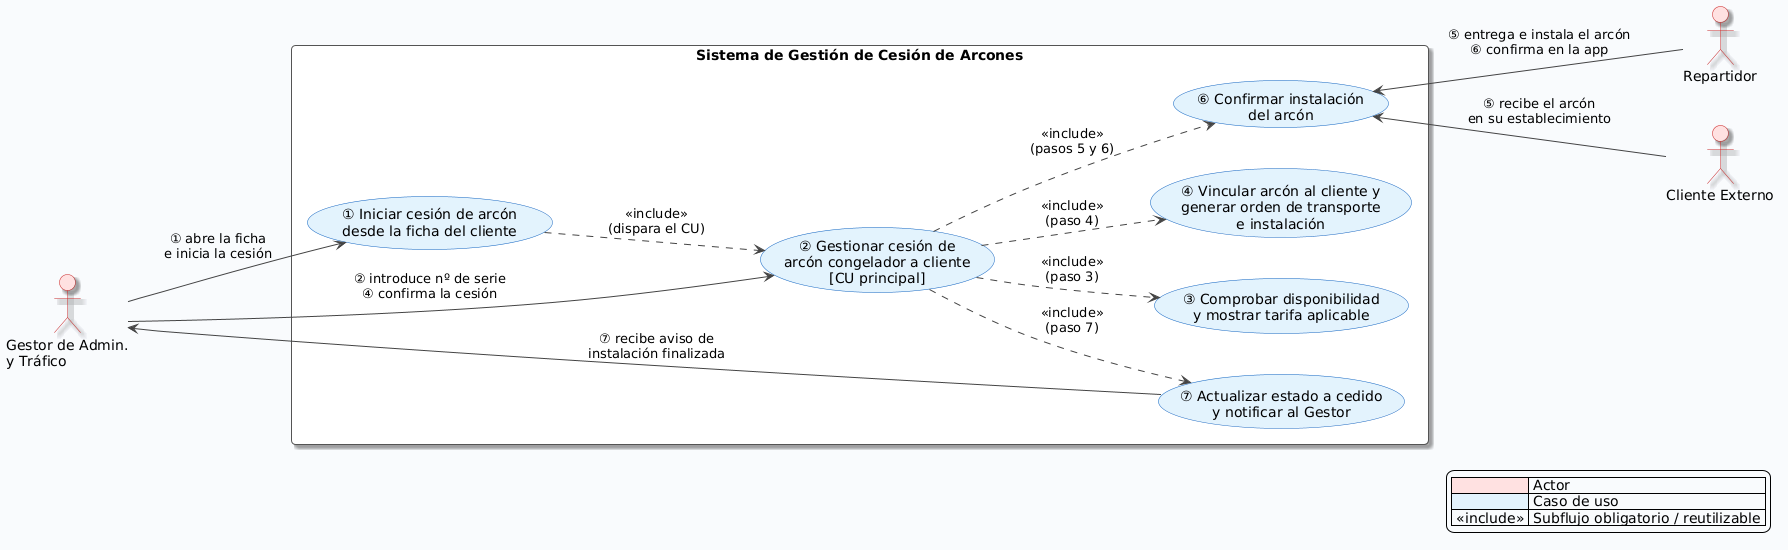 Sistema de Gestión de Cesión de Arcones
⑤ entrega e instala el arcón
⑥ confirma en la app
Repartidor
⑤ recibe el arcón
en su establecimiento
Cliente Externo
⑥ Confirmar instalación
del arcón
«include»
(pasos 5 y 6)
④ Vincular arcón al cliente y
generar orden de transporte
e instalación
«include»
(paso 4)
① Iniciar cesión de arcón
desde la ficha del cliente
«include»
(dispara el CU)
① abre la ficha
e inicia la cesión
② Gestionar cesión de
arcón congelador a cliente
[CU principal]
② introduce nº de serie
④ confirma la cesión
«include»
(paso 3)
③ Comprobar disponibilidad
y mostrar tarifa aplicable
Gestor de Admin.
y Tráfico
⑦ recibe aviso de
instalación finalizada
«include»
(paso 7)
⑦ Actualizar estado a cedido
y notificar al Gestor
Actor
Caso de uso
«include» Subflujo obligatorio / reutilizable